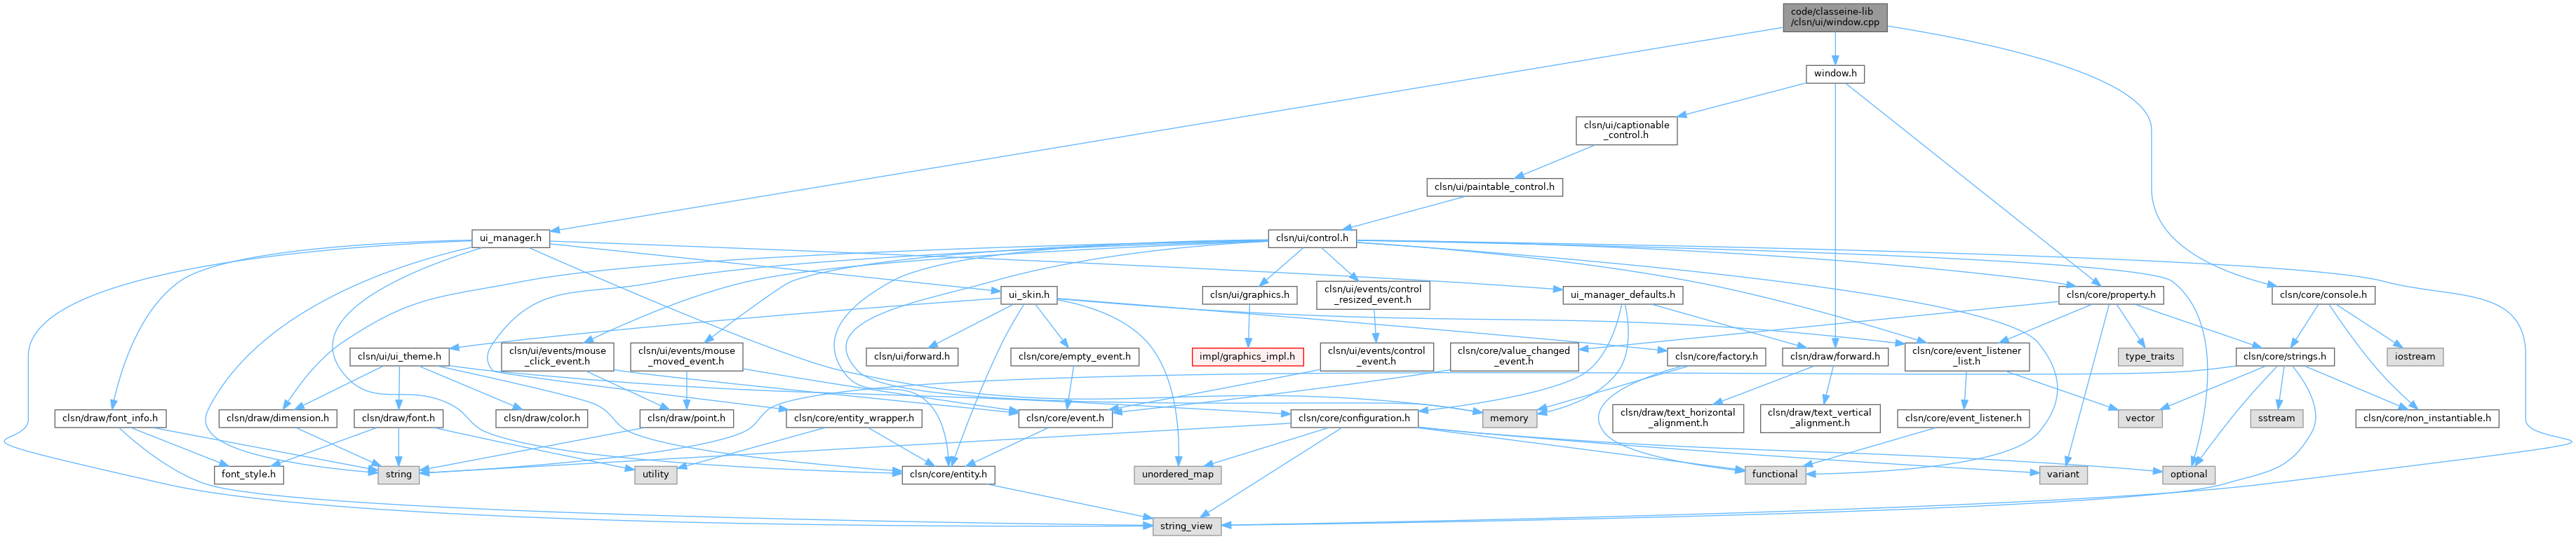 code/classeine-lib
/clsn/ui/window.cpp
window.h
clsn/ui/captionable
_control.h
clsn/ui/paintable_control.h
ui_manager.h
clsn/ui/control.h
ui_skin.h
clsn/ui/graphics.h
clsn/ui/events/control
_resized_event.h
ui_manager_defaults.h
clsn/core/property.h
clsn/core/console.h
clsn/ui/ui_theme.h
clsn/ui/events/mouse
_click_event.h
clsn/ui/events/mouse
_moved_event.h
clsn/ui/forward.h
clsn/core/empty_event.h
impl/graphics_impl.h
clsn/ui/events/control
_event.h
clsn/core/value_changed
_event.h
clsn/core/factory.h
clsn/draw/forward.h
clsn/core/event_listener
_list.h
type_traits
clsn/core/strings.h
iostream
clsn/draw/font_info.h
clsn/draw/dimension.h
clsn/draw/font.h
clsn/draw/color.h
clsn/draw/point.h
clsn/core/entity_wrapper.h
clsn/core/event.h
memory
clsn/core/configuration.h
clsn/draw/text_horizontal
_alignment.h
clsn/draw/text_vertical
_alignment.h
clsn/core/event_listener.h
vector
sstream
clsn/core/non_instantiable.h
font_style.h
string
utility
clsn/core/entity.h
unordered_map
functional
variant
optional
string_view